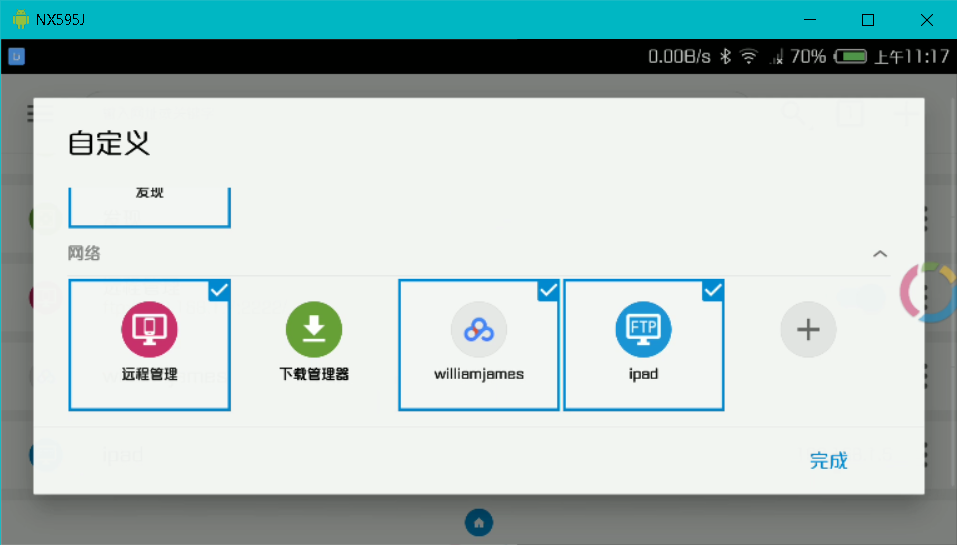 NX595J
0.00B/s 70% 上午11:17
自定义
发现
网络
远程管理
下载管理器
williamjames
FTP
ipad
完成
ipad